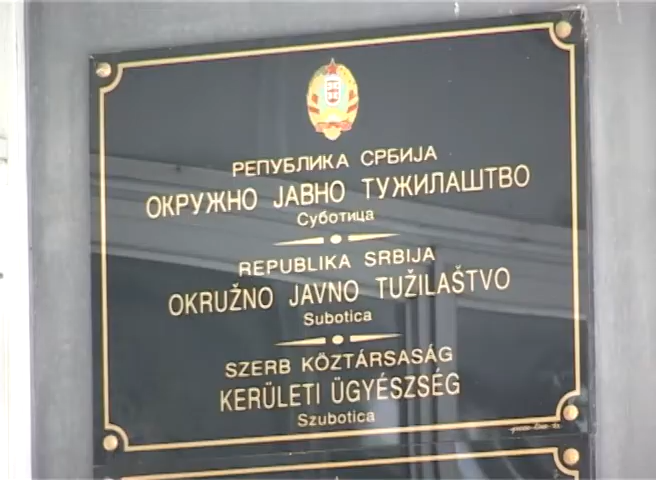 РЕПУБЛИКА СРБИЈА
ОКРУЖНО ЈАВНО ТУЖИЛАШТВО
Суботица
REPUBLIKA SRBIJA
OKRUŽNO JAVNO TUŽILAŠTVO
Subotica
SZERB KÖZTÁRSASÁG
KERÜLETI ÜGYÉSZSÉG
Szubotica